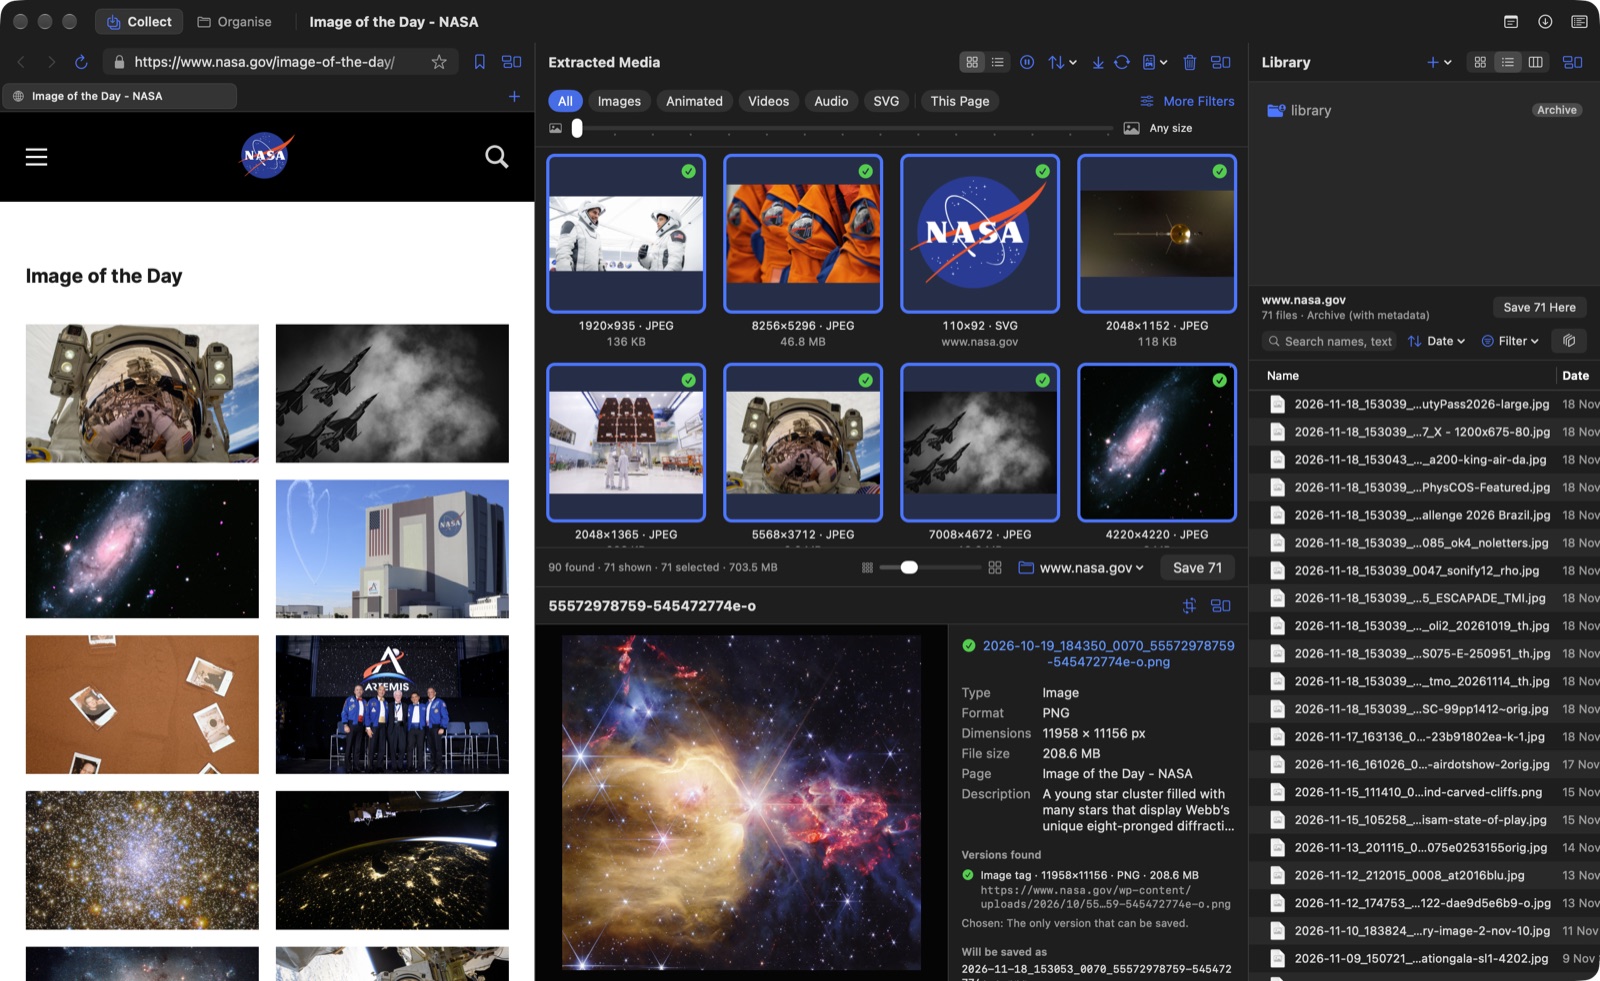 Collect
Organise
Image of the Day - NASA
https://www.nasa.gov/image-of-the-day/
Image of the Day - NASA
NASA
Image of the Day
NASA
ARTEMIS
Extracted Media
All
Images
Animated
Videos
Audio
SVG
This Page
More Filters
Any size
NASA
1920×935 · JPEG
136 KB
8256×5296 · JPEG
46.8 MB
110×92 · SVG
www.nasa.gov
2048×1152 · JPEG
118 KB
2048×1365 · JPEG
5568×3712 · JPEG
7008×4672 · JPEG
4220×4220 · JPEG
90 found · 71 shown · 71 selected · 703.5 MB
www.nasa.gov
Save 71
55572978759-545472774e-o
2026-10-19_184350_0070_55572978759
-545472774e-o.png
Type Image
Format PNG
Dimensions 11958 × 11156 px
File size 208.6 MB
Page Image of the Day - NASA
Description A young star cluster filled with
many stars that display Webb's
unique eight-pronged diffracti...
Versions found
Image tag · 11958×11156 · PNG · 208.6 MB
https://www.nasa.gov/wp-content/
uploads/2026/10/55…59-545472774e-o.png
Chosen: The only version that can be saved.
Will be saved as
2026-11-18_153053_0070_55572978759-545472
Library
library
Archive
www.nasa.gov
71 files · Archive (with metadata)
Save 71 Here
Search names, text
Date
Filter
Name Date
2026-11-18_153039_...utyPass2026-large.jpg 18 Nov
2026-11-18_153039_...7_X - 1200x675-80.jpg 18 Nov
2026-11-18_153043_..._a200-king-air-da.jpg 18 Nov
2026-11-18_153039_...PhysCOS-Featured.jpg 18 Nov
2026-11-18_153039_...allenge 2026 Brazil.jpg 18 Nov
2026-11-18_153039_...085_ok4_noletters.jpg 18 Nov
2026-11-18_153039_0047_sonify12_rho.jpg 18 Nov
2026-11-18_153039_...5_ESCAPADE_TMI.jpg 18 Nov
2026-11-18_153039_..._oli2_20261019_th.jpg 18 Nov
2026-11-18_153039_...S075-E-250951_th.jpg 18 Nov
2026-11-18_153039_..._tmo_20261114_th.jpg 18 Nov
2026-11-18_153039_...SC-99pp1412~orig.jpg 18 Nov
2026-11-17_163136_0...-23b91802ea-k-1.jpg 18 Nov
2026-11-16_161026_0...-airdotshow-2orig.jpg 17 Nov
2026-11-15_111410_0...ind-carved-cliffs.png 15 Nov
2026-11-15_105258_...isam-state-of-play.jpg 15 Nov
2026-11-13_201115_0...075e0253155orig.jpg 14 Nov
2026-11-12_212015_0008_at2016blu.jpg 13 Nov
2026-11-12_174753_...122-dae9d5e6b9-o.jpg 13 Nov
2026-11-10_183824_...ry-image-2-nov-10.jpg 11 Nov
2026-11-09_150721_...ationgala-sl1-4202.jpg 9 Nov